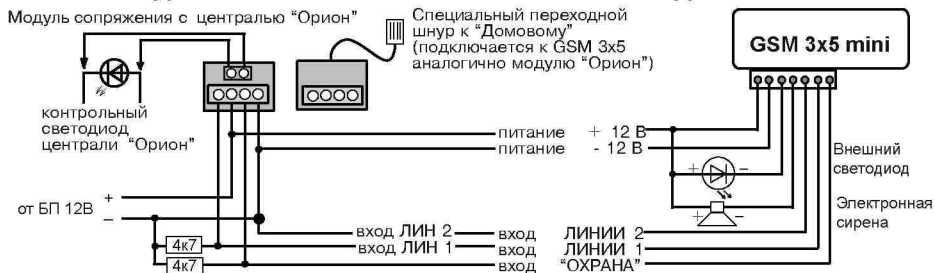 Модуль сопряжения с централью “Орион”
Специальный переходной
шнур к “Домовому”
(подключается к GSM 3x5
аналогично модулю “Орион”)
GSM 3x5 mini
контрольный
светодиод
централи “Орион”
питание + 12 В
питание - 12 В
+ −
Внешний
светодиод
+ −
Электронная
сирена
от БП 12В
+
−
вход ЛИН 2 вход ЛИНИИ 2
вход ЛИН 1 вход ЛИНИИ 1
вход “ОХРАНА”
4к7
4к7